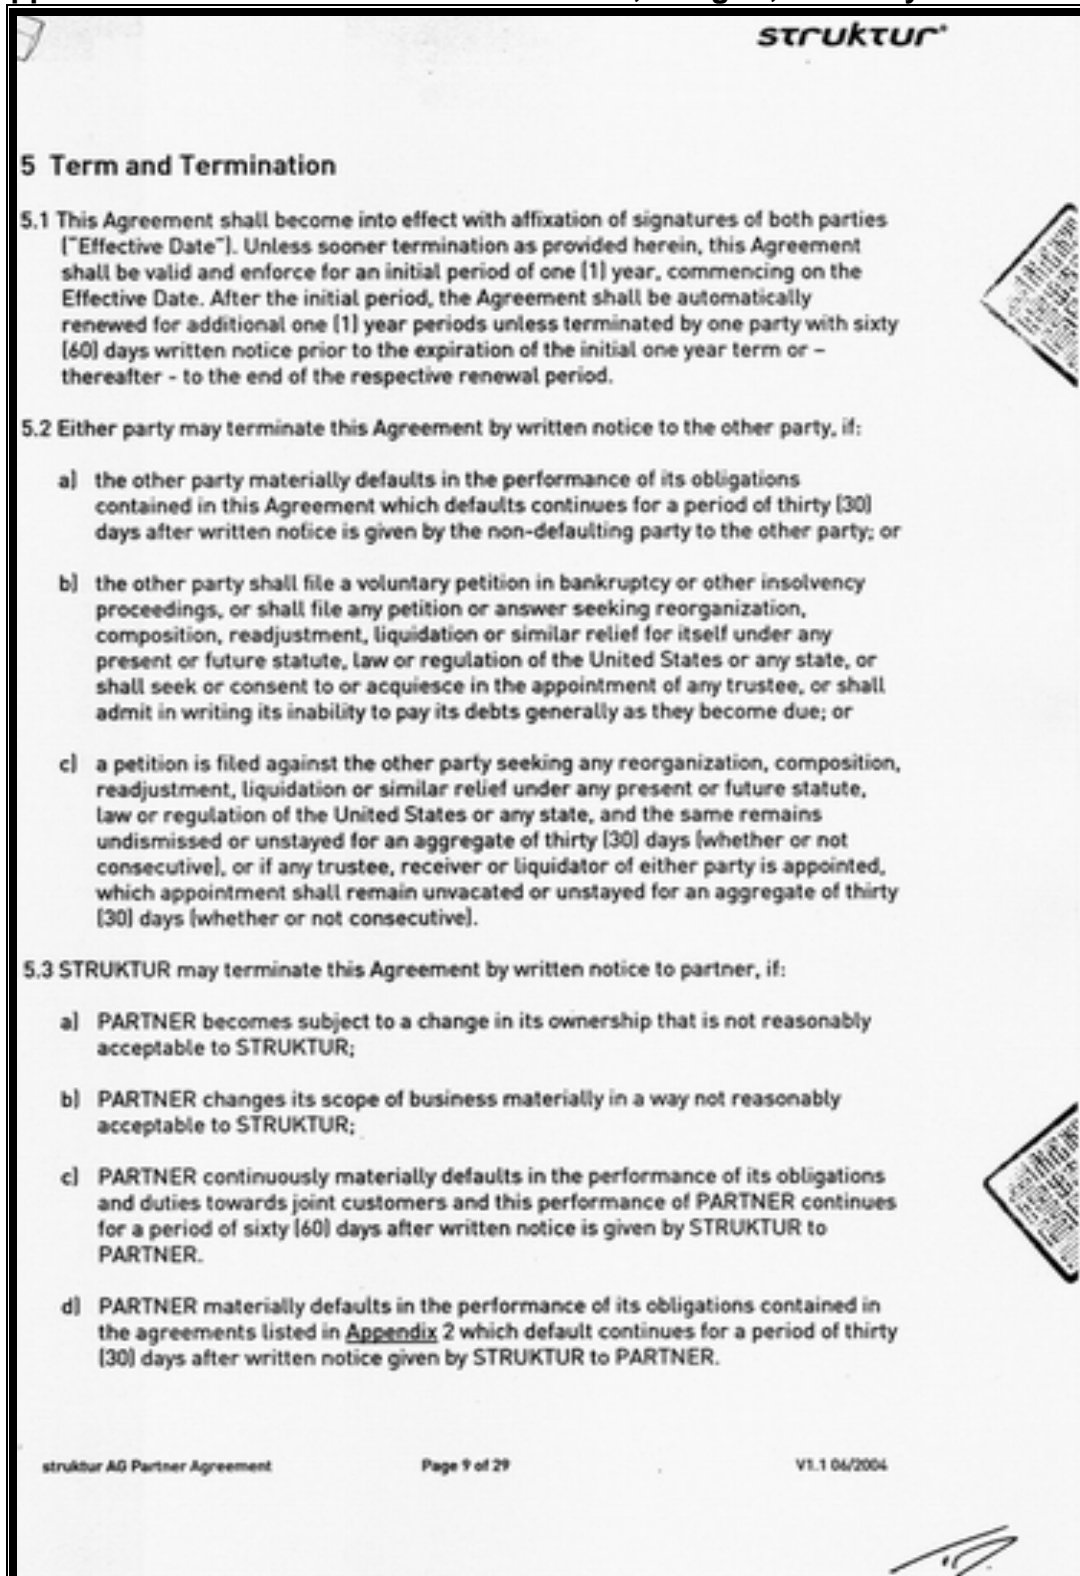 struktur
5 Term and Termination
5.1 This Agreement shall become into effect with affixation of signatures of both parties
("Effective Date"). Unless sooner termination as provided herein, this Agreement
shall be valid and enforce for an initial period of one (1) year, commencing on the
Effective Date. After the initial period, the Agreement shall be automatically
renewed for additional one (1) year periods unless terminated by one party with sixty
(60) days written notice prior to the expiration of the initial one year term or –
thereafter - to the end of the respective renewal period.
5.2 Either party may terminate this Agreement by written notice to the other party, if:
a) the other party materially defaults in the performance of its obligations
contained in this Agreement which defaults continues for a period of thirty (30)
days after written notice is given by the non-defaulting party to the other party; or
b) the other party shall file a voluntary petition in bankruptcy or other insolvency
proceedings, or shall file any petition or answer seeking reorganization,
composition, readjustment, liquidation or similar relief for itself under any
present or future statute, law or regulation of the United States or any state, or
shall seek or consent to or acquiesce in the appointment of any trustee, or shall
admit in writing its inability to pay its debts generally as they become due; or
c) a petition is filed against the other party seeking any reorganization, composition,
readjustment, liquidation or similar relief under any present or future statute,
law or regulation of the United States or any state, and the same remains
undismissed or unstayed for an aggregate of thirty (30) days (whether or not
consecutive), or if any trustee, receiver or liquidator of either party is appointed,
which appointment shall remain unvacated or unstayed for an aggregate of thirty
(30) days (whether or not consecutive).
5.3 STRUKTUR may terminate this Agreement by written notice to partner, if:
a) PARTNER becomes subject to a change in its ownership that is not reasonably
acceptable to STRUKTUR;
b) PARTNER changes its scope of business materially in a way not reasonably
acceptable to STRUKTUR;
c) PARTNER continuously materially defaults in the performance of its obligations
and duties towards joint customers and this performance of PARTNER continues
for a period of sixty (60) days after written notice is given by STRUKTUR to
PARTNER.
d) PARTNER materially defaults in the performance of its obligations contained in
the agreements listed in Appendix 2 which default continues for a period of thirty
(30) days after written notice given by STRUKTUR to PARTNER.
struktur AG Partner Agreement Page 9 of 29 V1.1 06/2004